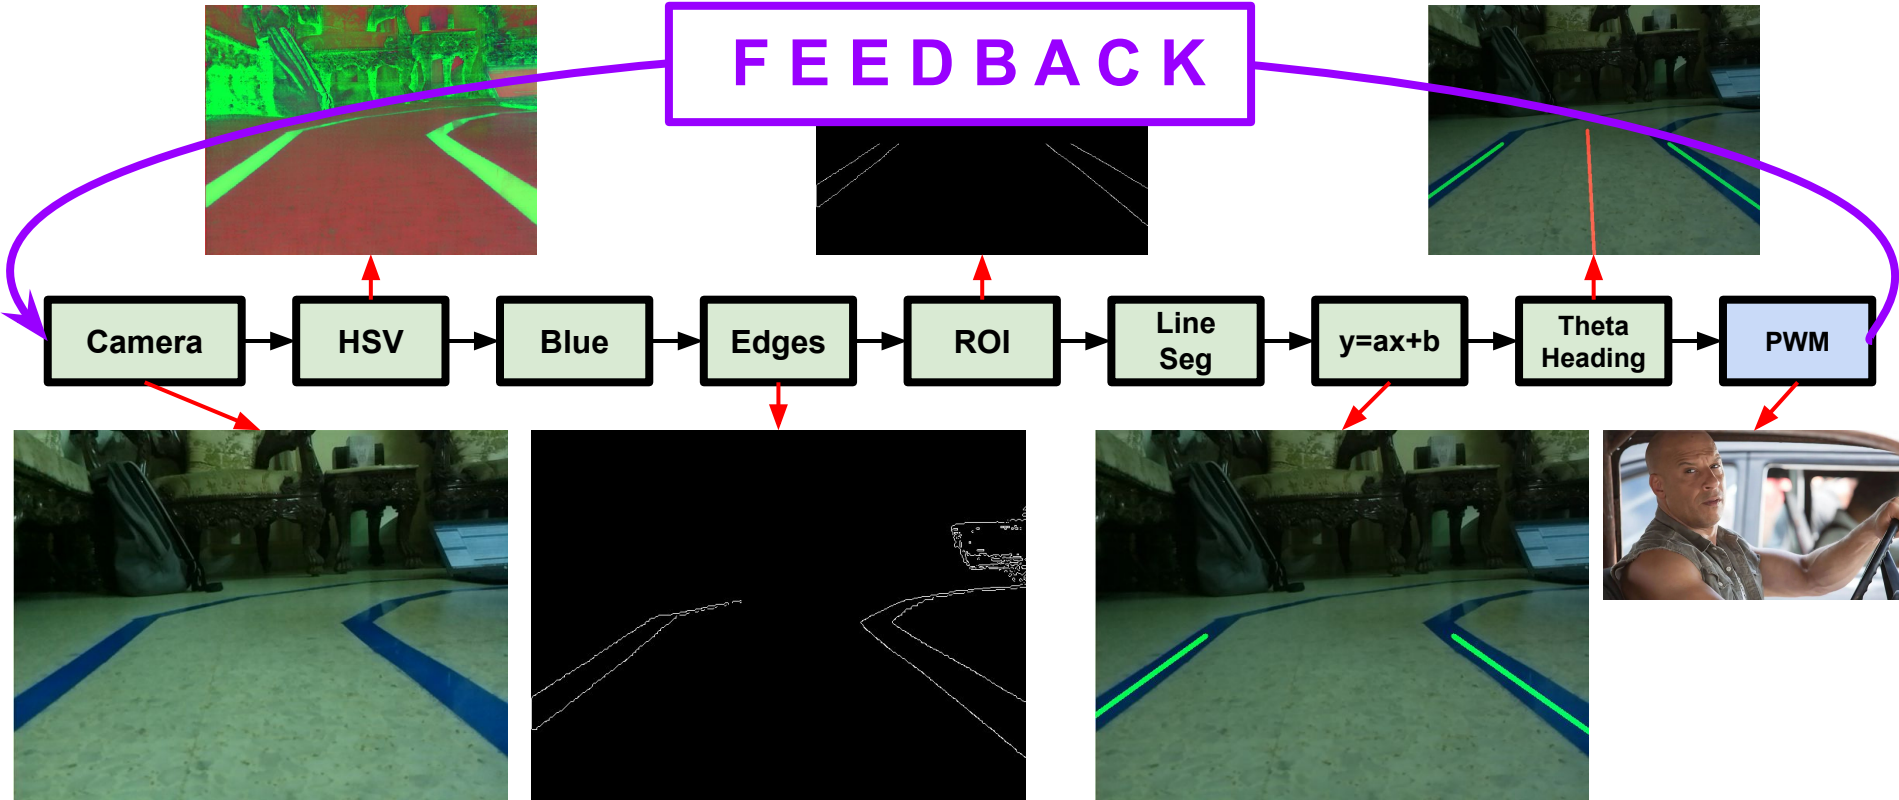 FEEDBACK
Camera
HSV
Blue
Edges
ROI
Line
Seg
y=ax+b
Theta
Heading
PWM